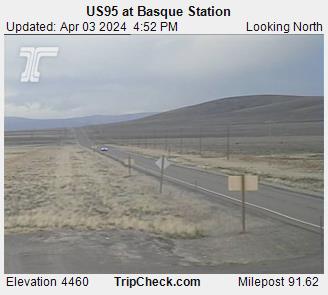 US95 at Basque Station
Updated: Apr 03 2024 4:52 PM Looking North
Elevation 4460 TripCheck.com Milepost 91.62